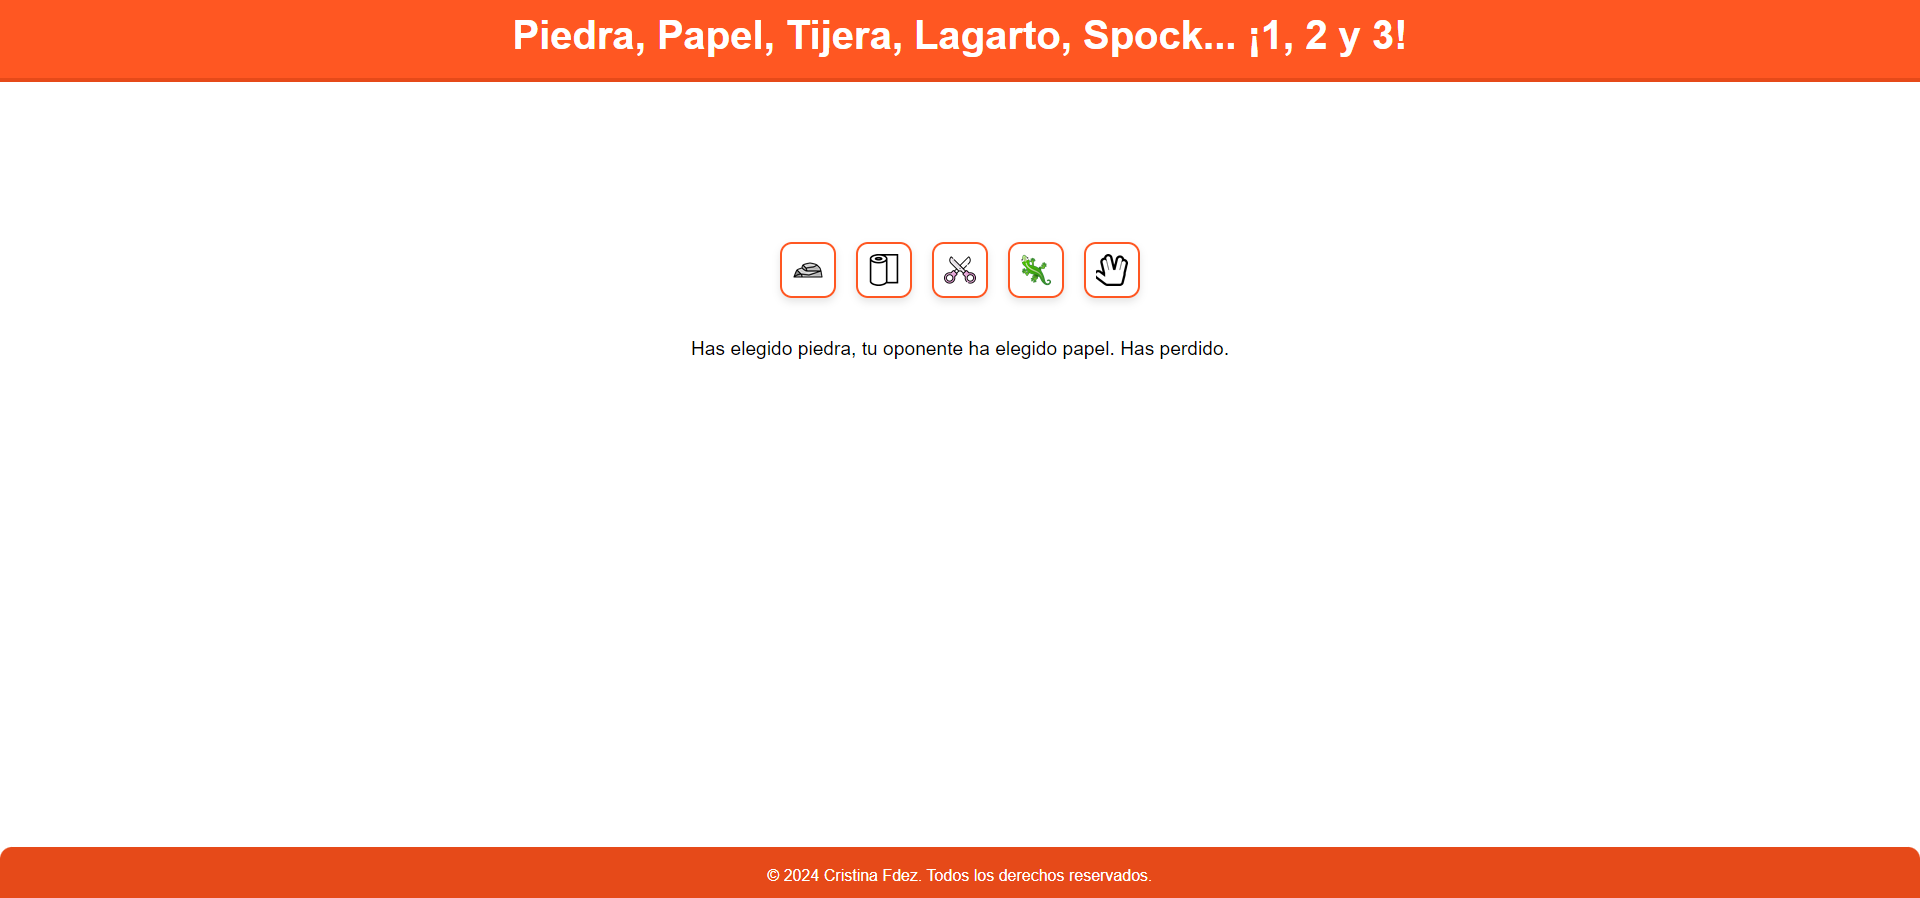 Piedra, Papel, Tijera, Lagarto, Spock... ¡1, 2 y 3!
Has elegido piedra, tu oponente ha elegido papel. Has perdido.
© 2024 Cristina Fdez. Todos los derechos reservados.